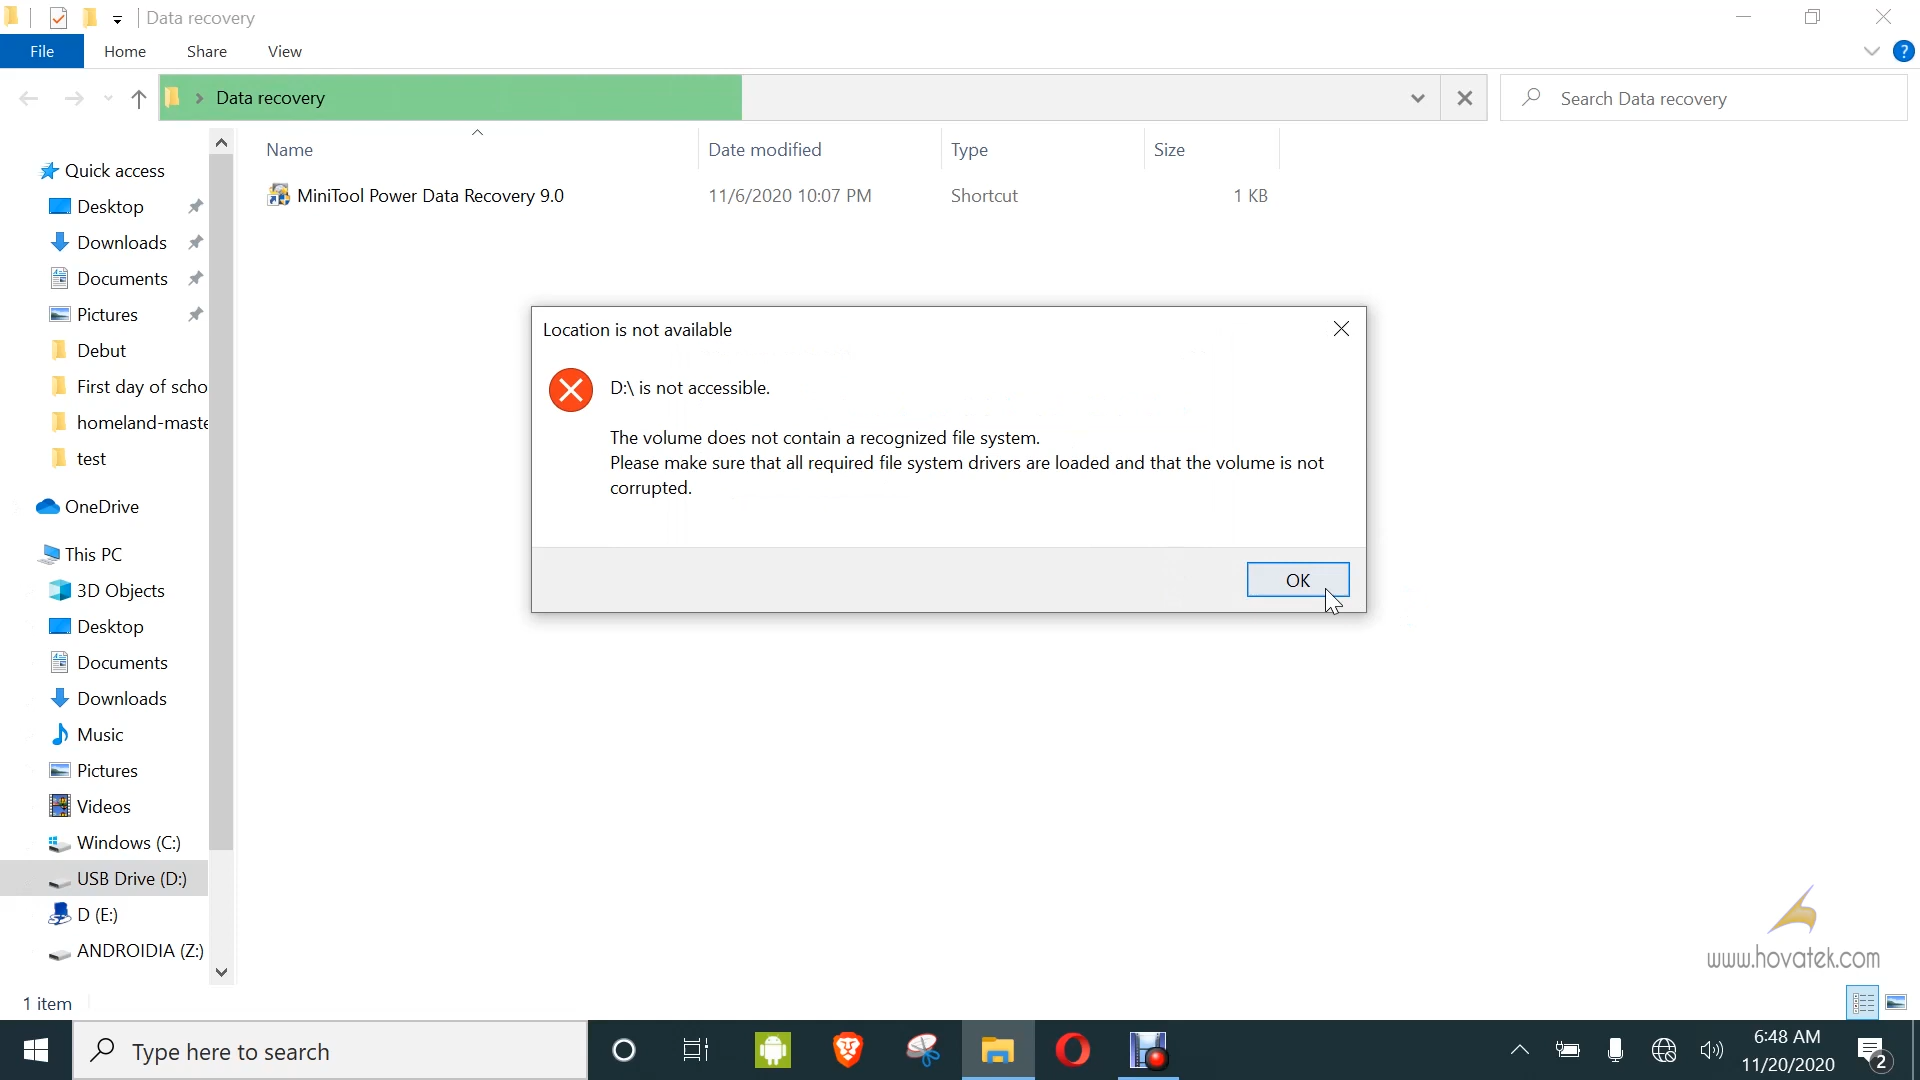 Data recovery
File
Home
Share
View
Data recovery
Search Data recovery
Name
Date modified
Type
Size
MiniTool Power Data Recovery 9.0
11/6/2020 10:07 PM
Shortcut
1 KB
Quick access
Desktop
Downloads
Documents
Pictures
Debut
First day of scho
homeland-maste
test
OneDrive
This PC
3D Objects
Desktop
Documents
Downloads
Music
Pictures
Videos
Windows (C:)
USB Drive (D:)
D (E:)
ANDROIDIA (Z:)
Location is not available
D:\ is not accessible.
The volume does not contain a recognized file system.
Please make sure that all required file system drivers are loaded and that the volume is not
corrupted.
OK
www.hovatek.com
1 item
Type here to search
6:48 AM
11/20/2020
2